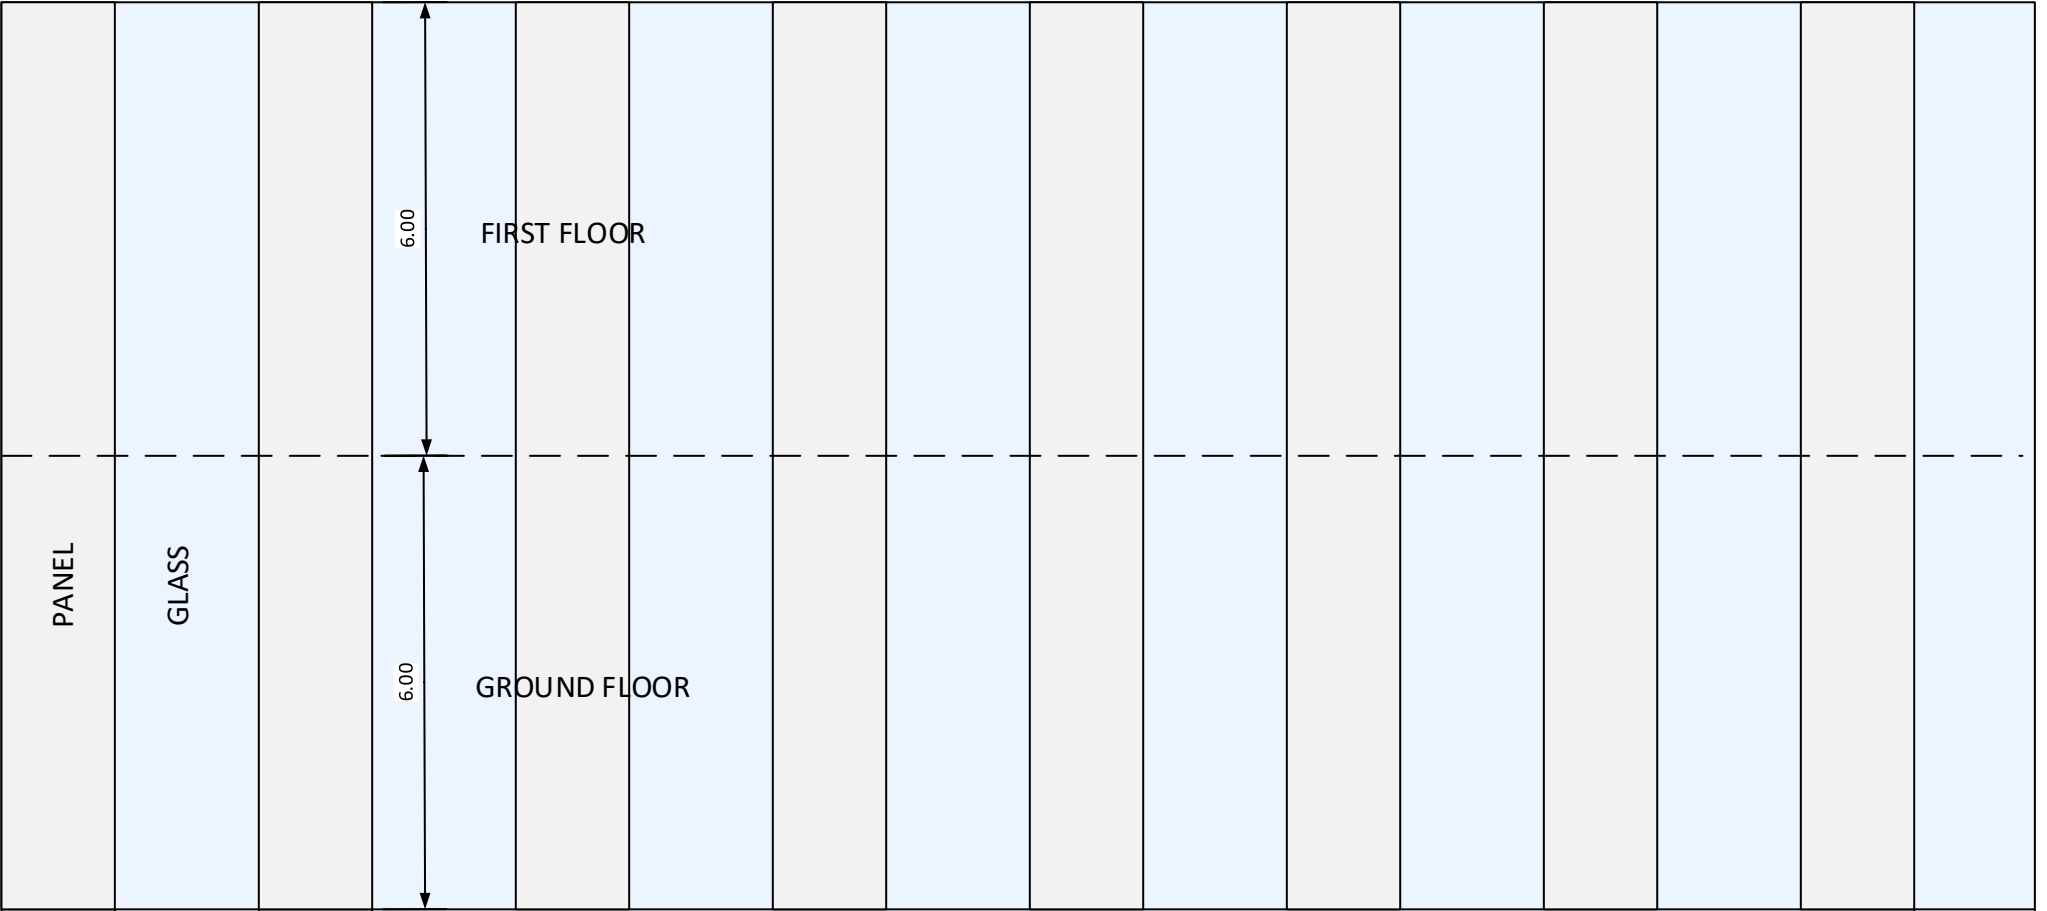 6.00
FIRST FLOOR
PANEL
GLASS
6.00
GROUND FLOOR